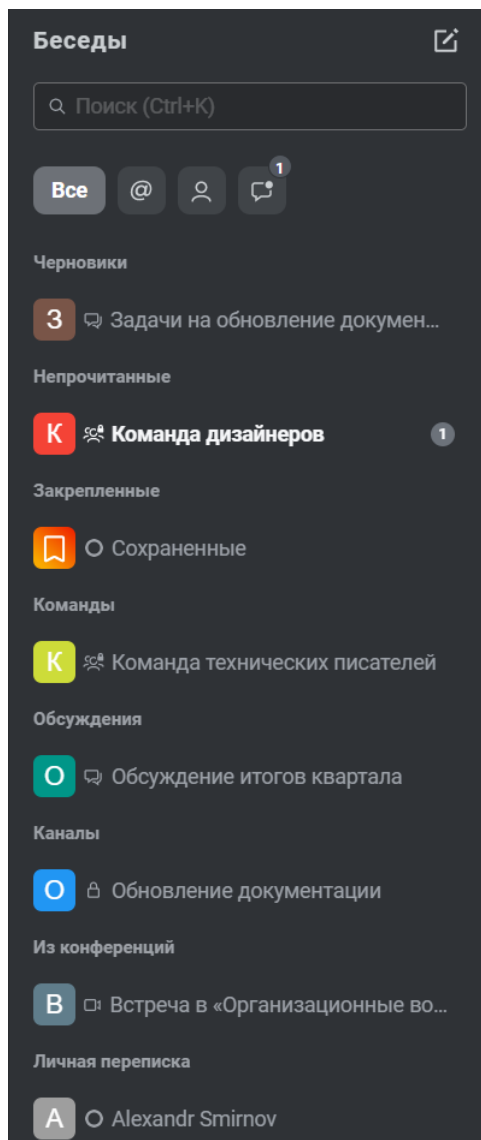 Беседы
Поиск (Ctrl+K)
Все @ 1
Черновики
З Задачи на обновление докумен...
Непрочитанные
К Команда дизайнеров 1
Закрепленные
Сохраненные
Команды
К Команда технических писателей
Обсуждения
О Обсуждение итогов квартала
Каналы
О Обновление документации
Из конференций
В Встреча в «Организационные во...
Личная переписка
A Alexandr Smirnov